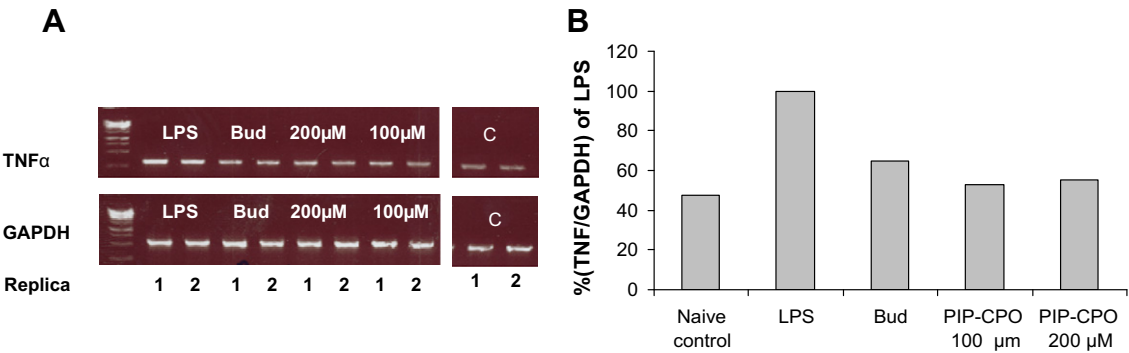 A
LPS Bud 200µM 100µM C
TNFα
LPS Bud 200µM 100µM C
GAPDH
Replica 1 2 1 2 1 2 1 2 1 2
B
%(TNF/GAPDH) of LPS
120
100
80
60
40
20
0
Naive control
LPS
Bud
PIP-CPO 100 µm
PIP-CPO 200 µM